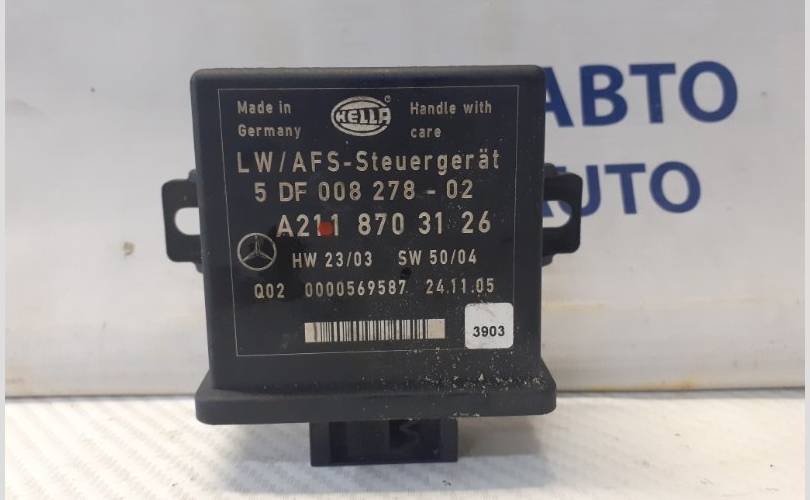 АВТО
AUTO
Made in
Germany
HELLA
Handle with
care
LW/AFS-Steuergerät
5 DF 008 278 - 02
A211 870 31 26
HW 23/03 SW 50/04
Q02 0000569587 24.11.05
3903